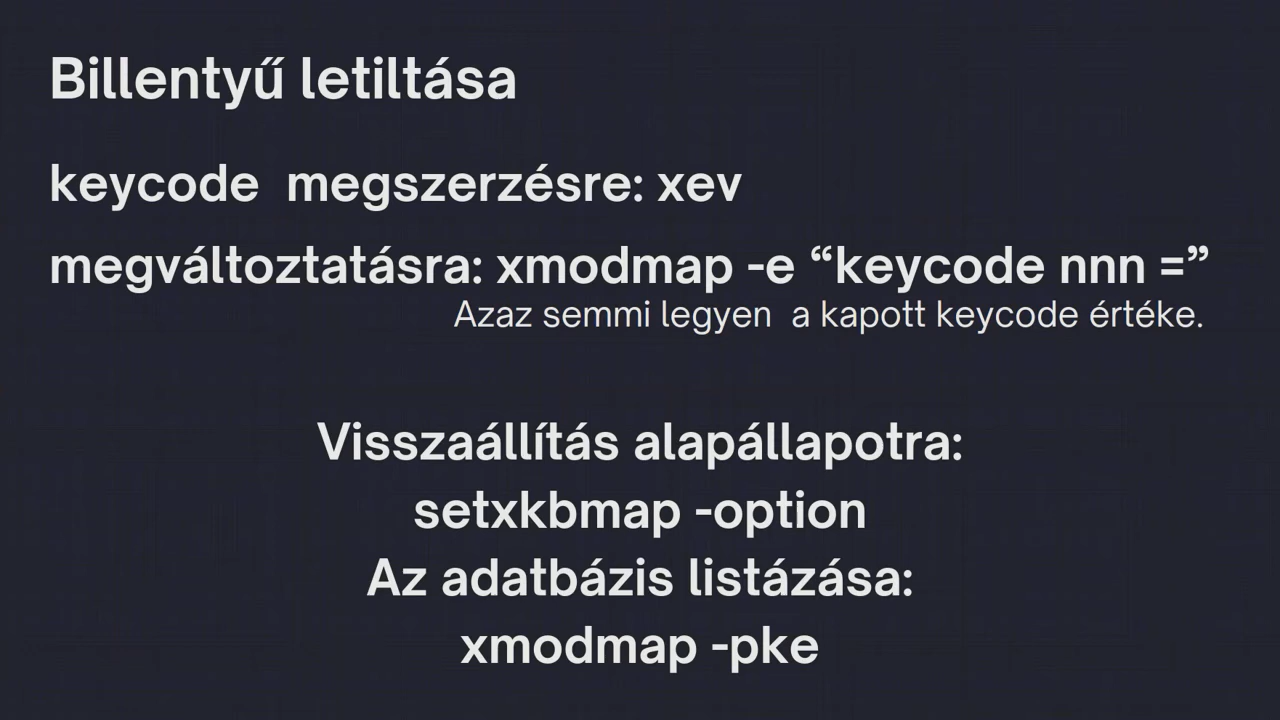 Billentyű letiltása
keycode  megszerzésre: xev
megváltoztatásra: xmodmap -e “keycode nnn =”
Azaz semmi legyen  a kapott keycode értéke.
Visszaállítás alapállapotra:
setxkbmap -option
Az adatbázis listázása:
xmodmap -pke